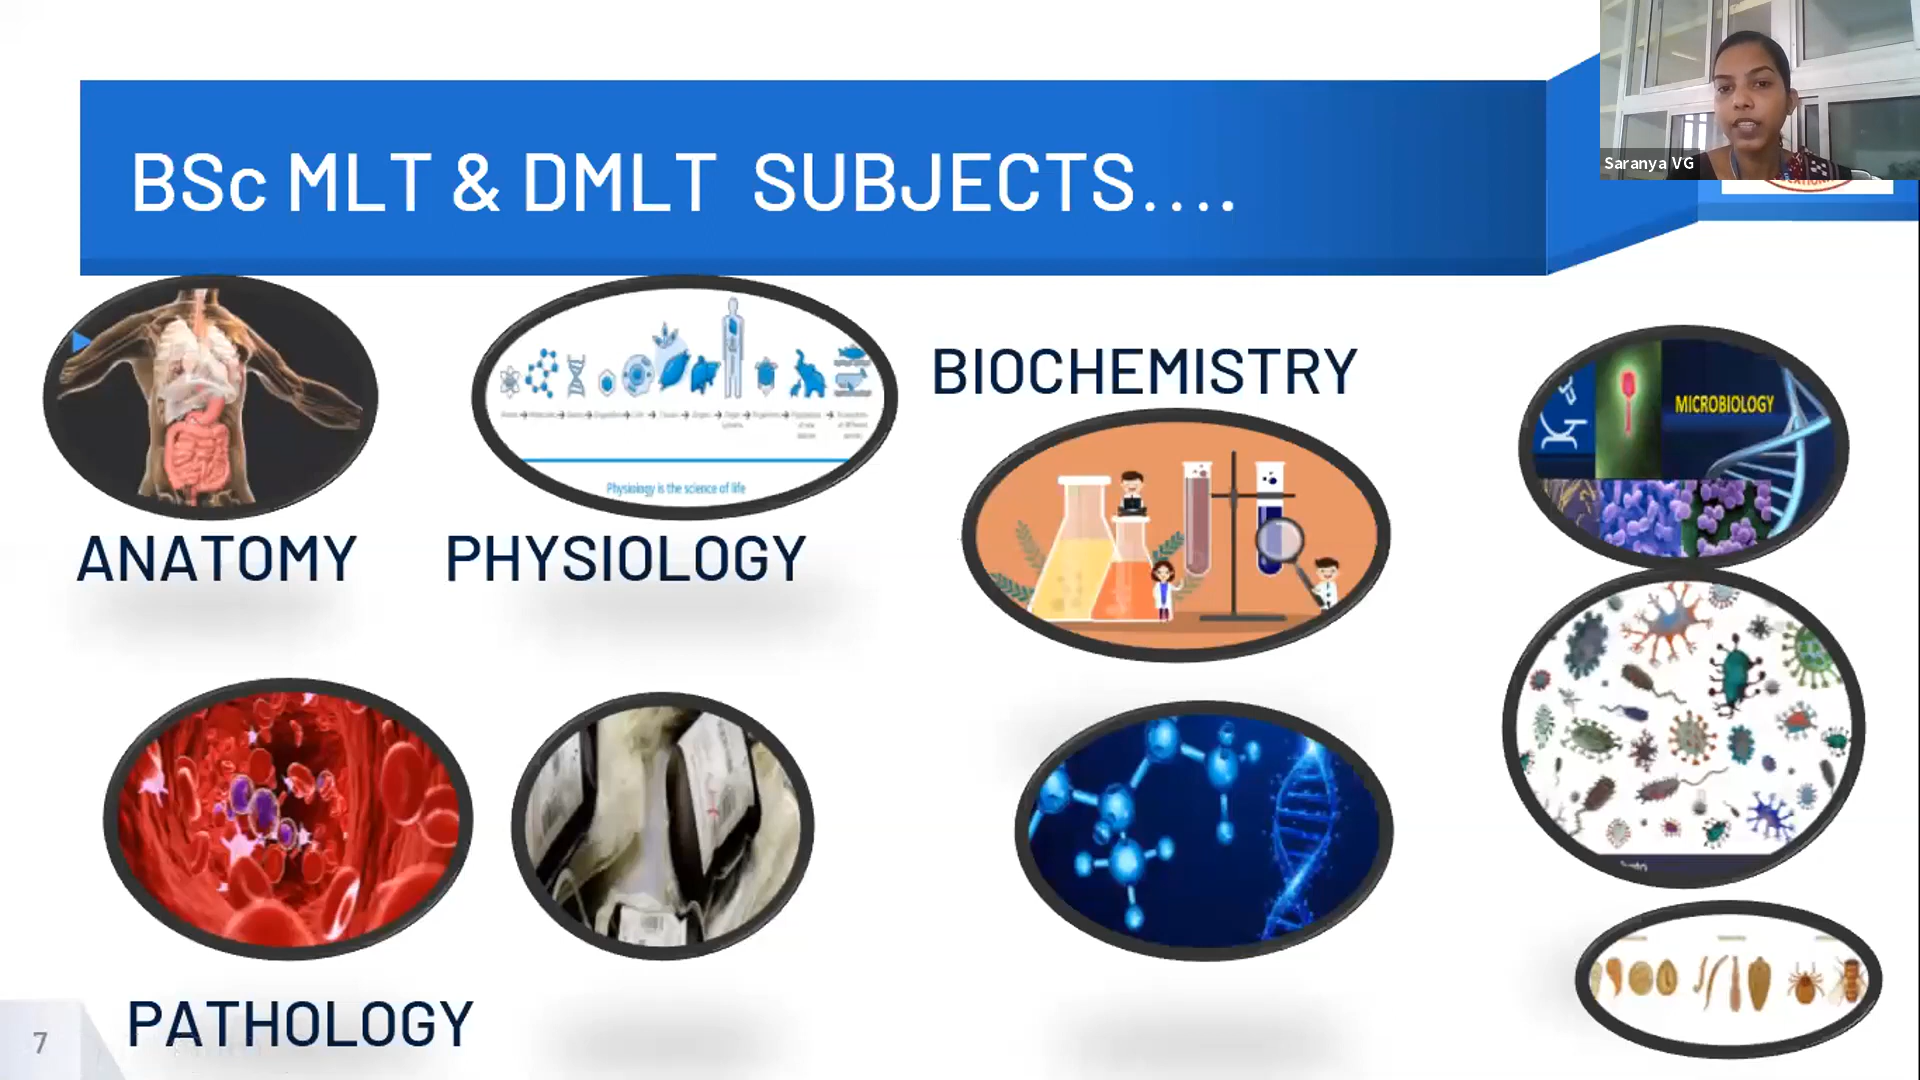 BSc MLT & DMLT SUBJECTS....
Saranya VG
Physiology is the science of life
ANATOMY
PHYSIOLOGY
BIOCHEMISTRY
MICROBIOLOGY
PATHOLOGY
7